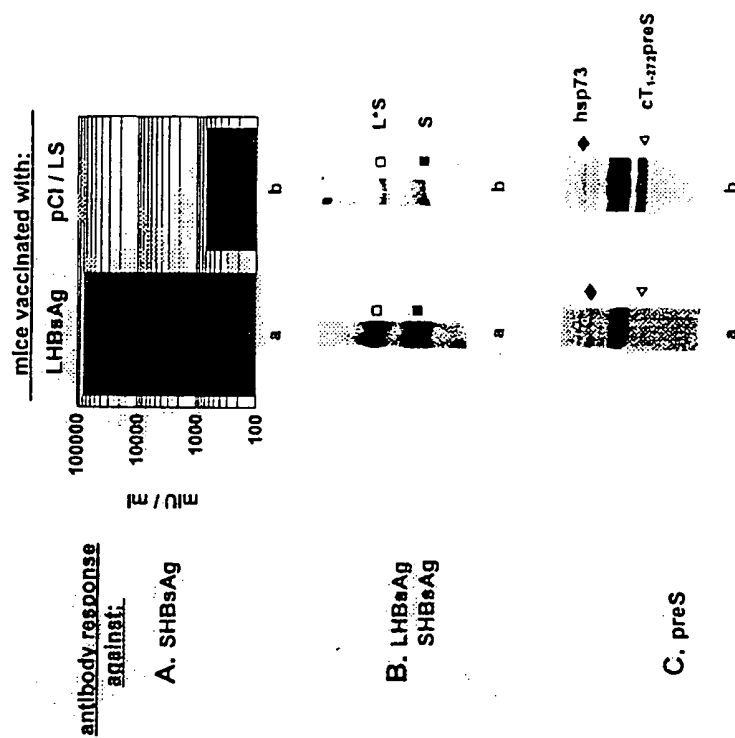 mice vaccinated with:
LHBsAg pCI / LS
antibody response
against:
A. SHBsAg
mIU / ml
100000
10000
1000
100
a b
B. LHBsAg
SHBsAg
□ L*S
■ S
a b
C. preS
◆ hsp73
▽ cT₁₋₂₇₂preS
a b